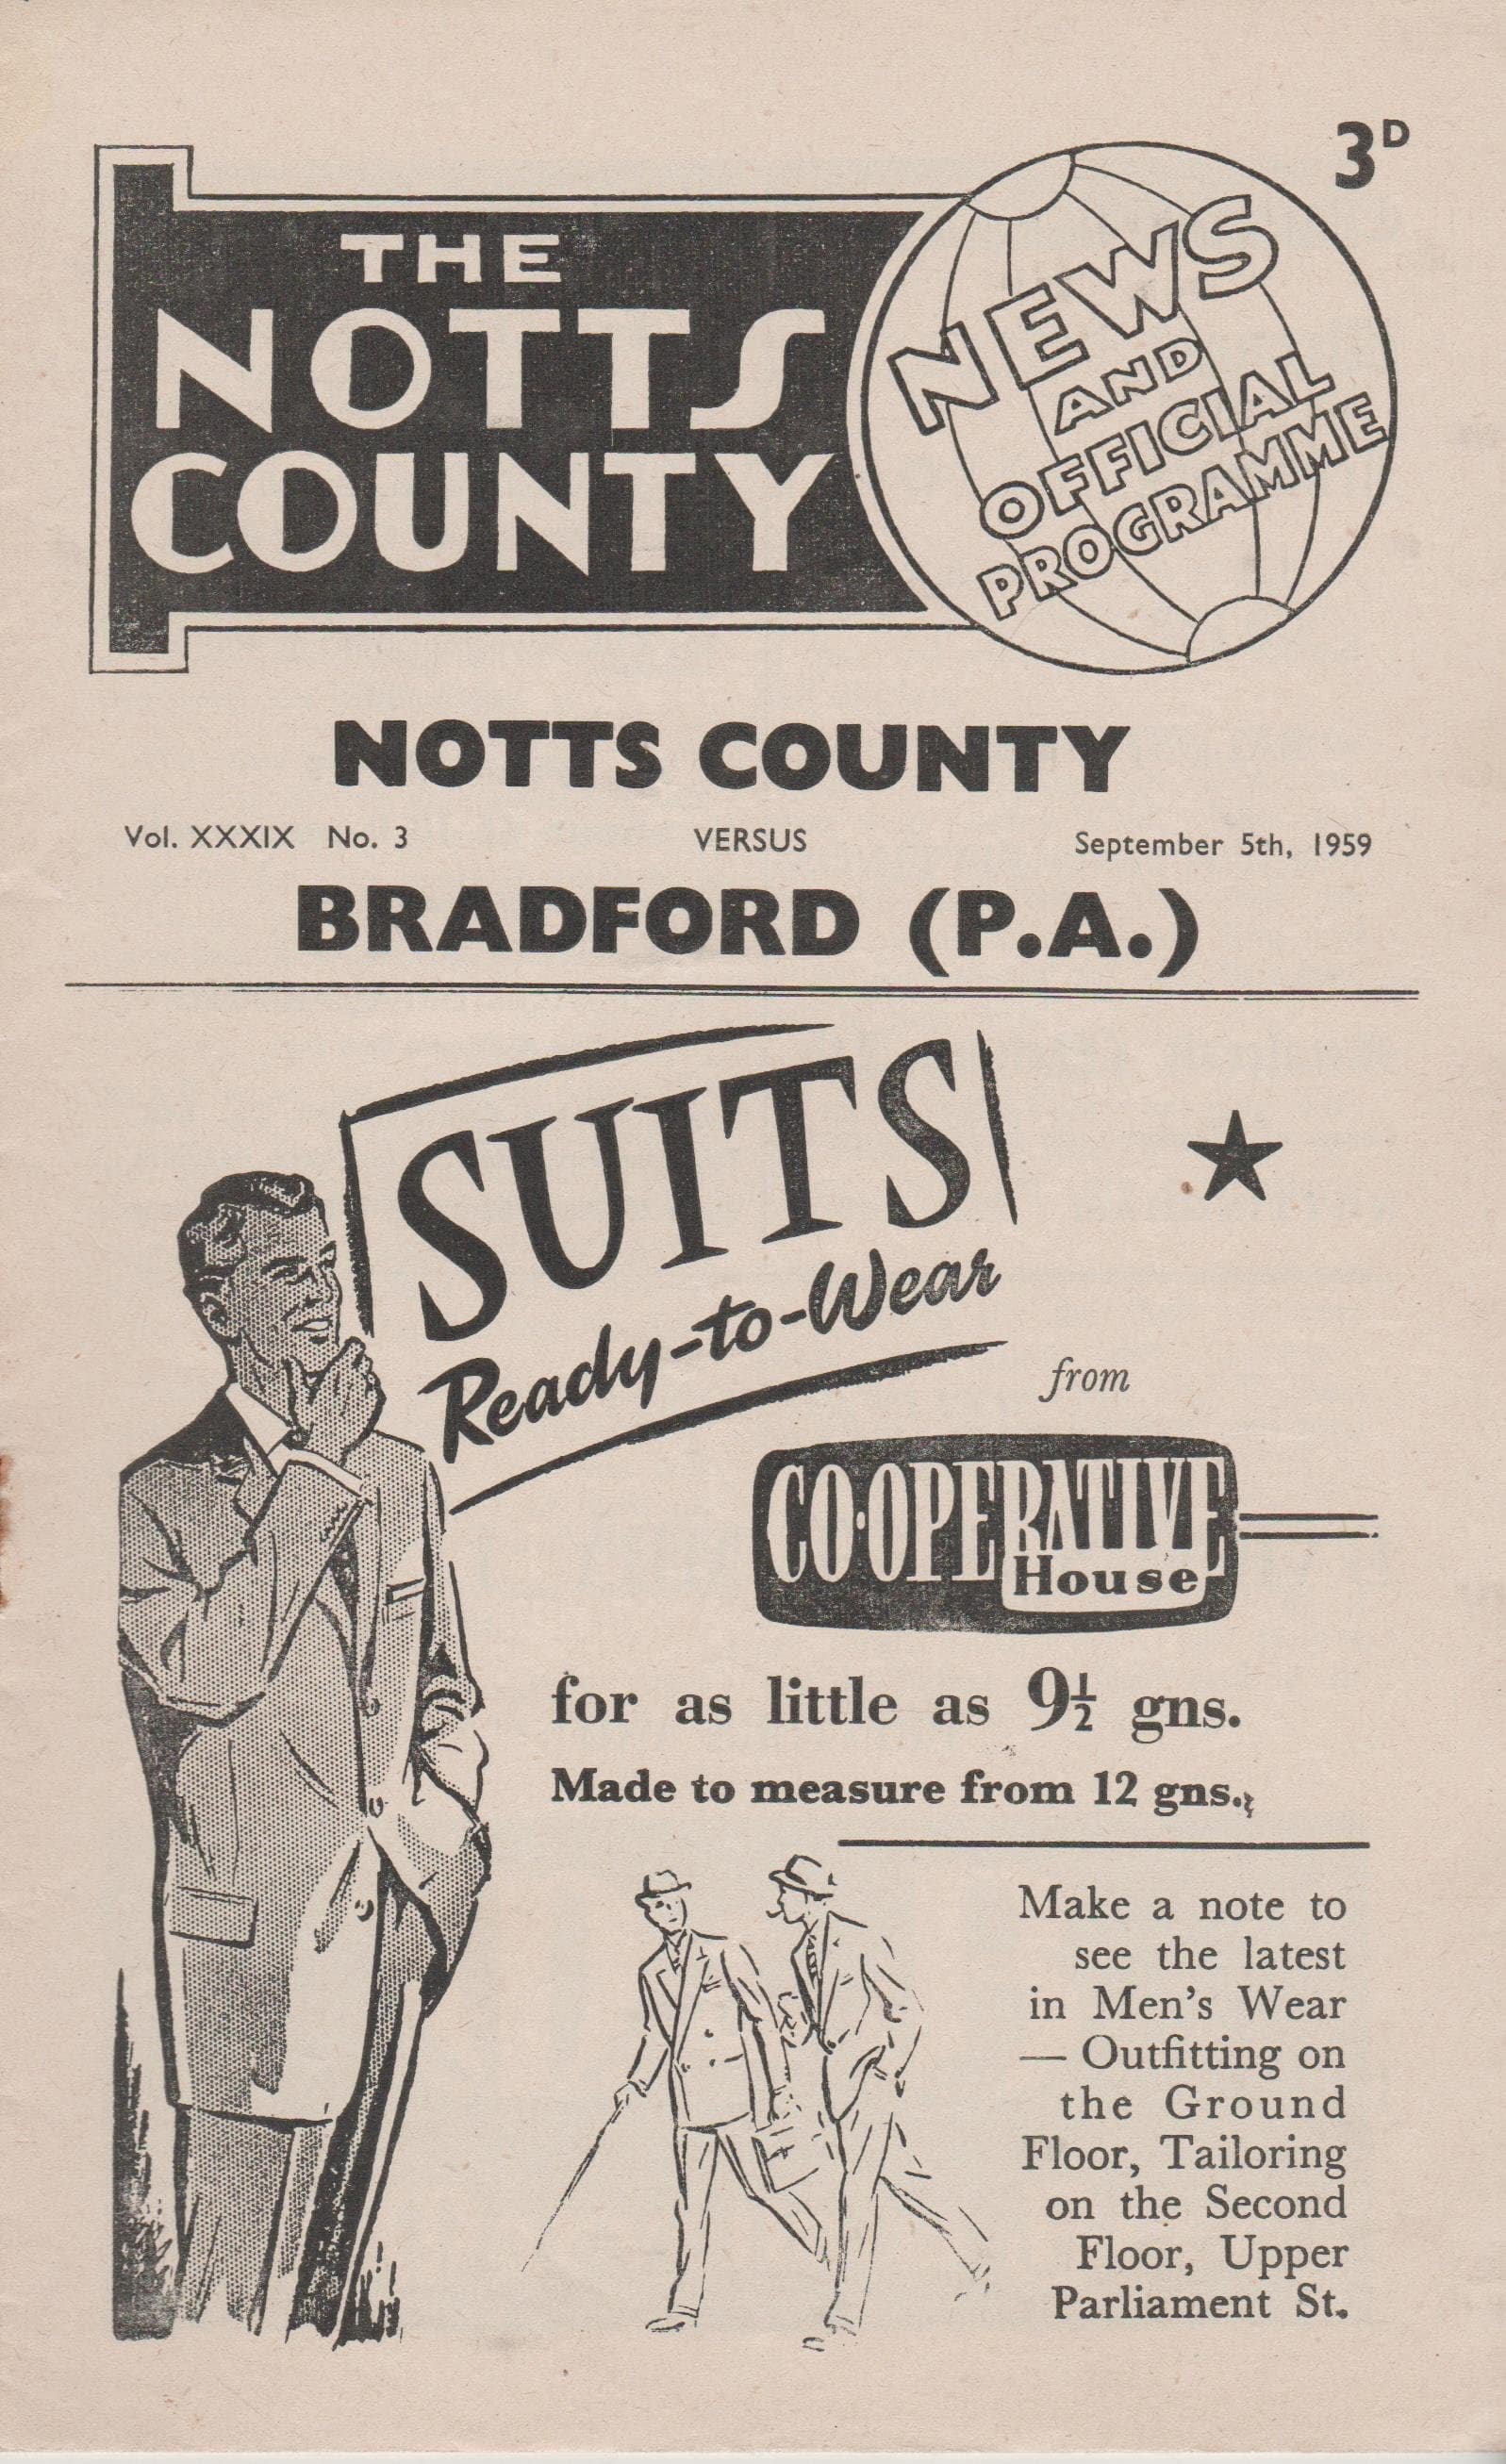 3D
THE
NOTTS
COUNTY
NEWS
AND
OFFICIAL
PROGRAMME
NOTTS COUNTY
Vol. XXXIX No. 3 VERSUS September 5th, 1959
BRADFORD (P.A.)
SUITS
Ready-to-Wear
from
CO-OPERATIVE
House
for as little as 9½ gns.
Made to measure from 12 gns.
Make a note to
see the latest
in Men's Wear
— Outfitting on
the Ground
Floor, Tailoring
on the Second
Floor, Upper
Parliament St.